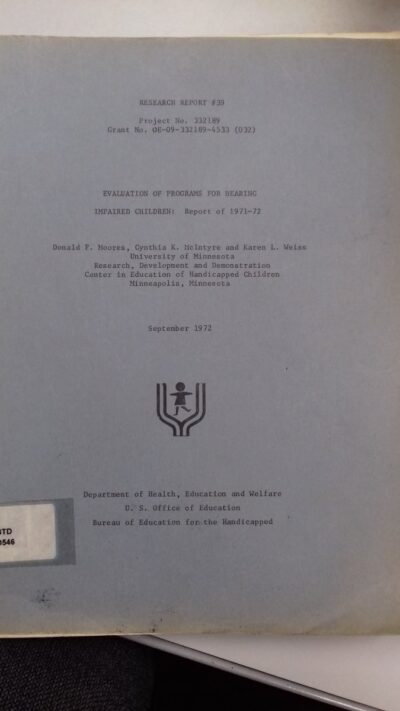 RESEARCH REPORT #39
Project No. 332189
Grant No. OE-09-332189-4533 (032)
EVALUATION OF PROGRAMS FOR HEARING
IMPAIRED CHILDREN: Report of 1971-72
Donald F. Moores, Cynthia K. McIntyre and Karen L. Weiss
University of Minnesota
Research, Development and Demonstration
Center in Education of Handicapped Children
Minneapolis, Minnesota
September 1972
Department of Health, Education and Welfare
U. S. Office of Education
Bureau of Education for the Handicapped